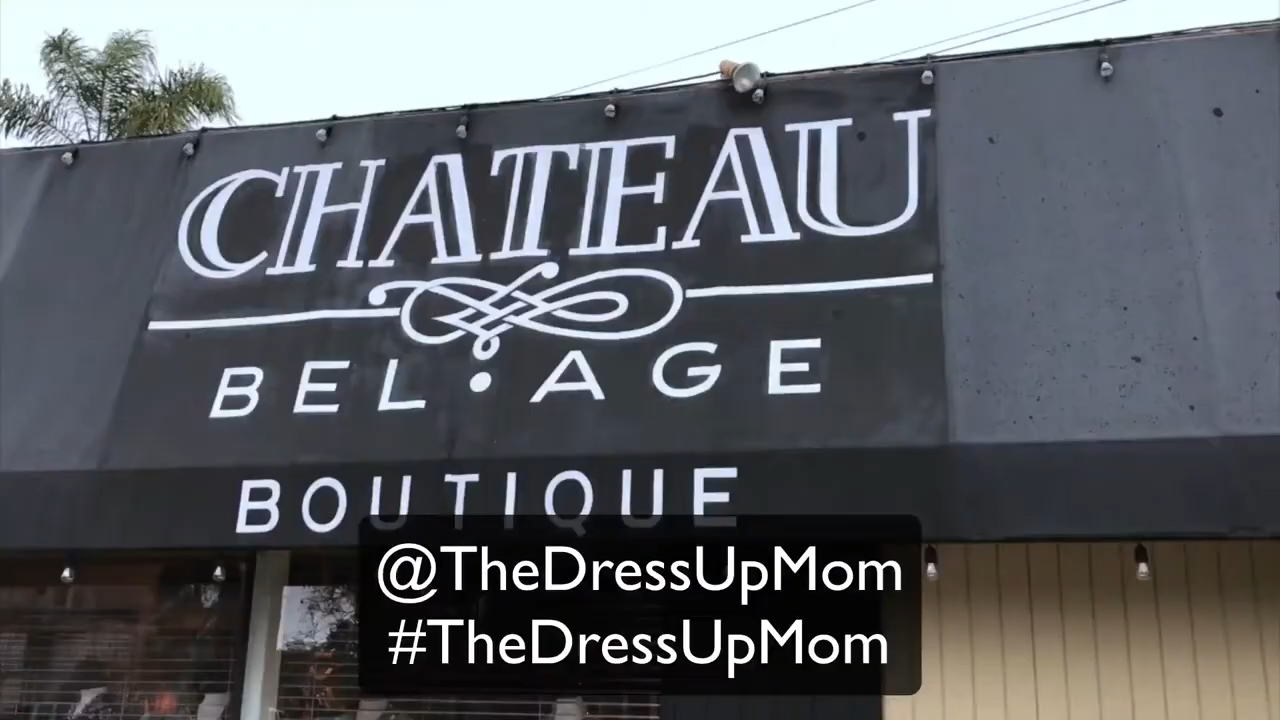 CHATEAU
BEL • AGE
BOUTIQUE
@TheDressUpMom
#TheDressUpMom